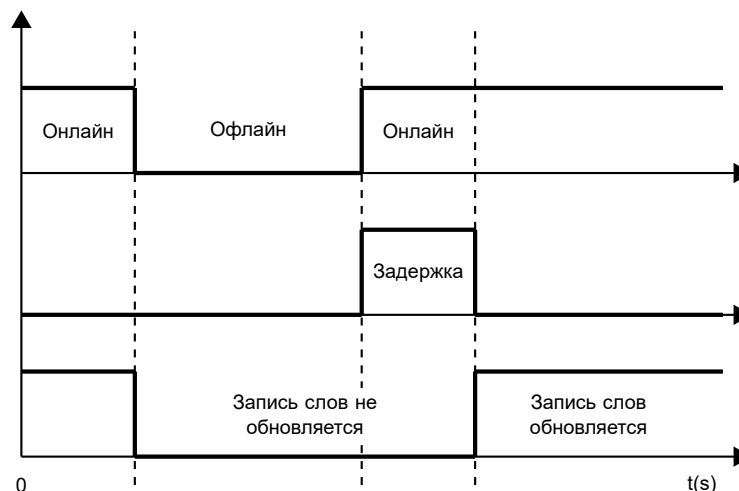 Онлайн
Офлайн
Онлайн
Задержка
Запись слов не
обновляется
Запись слов
обновляется
0
t(s)